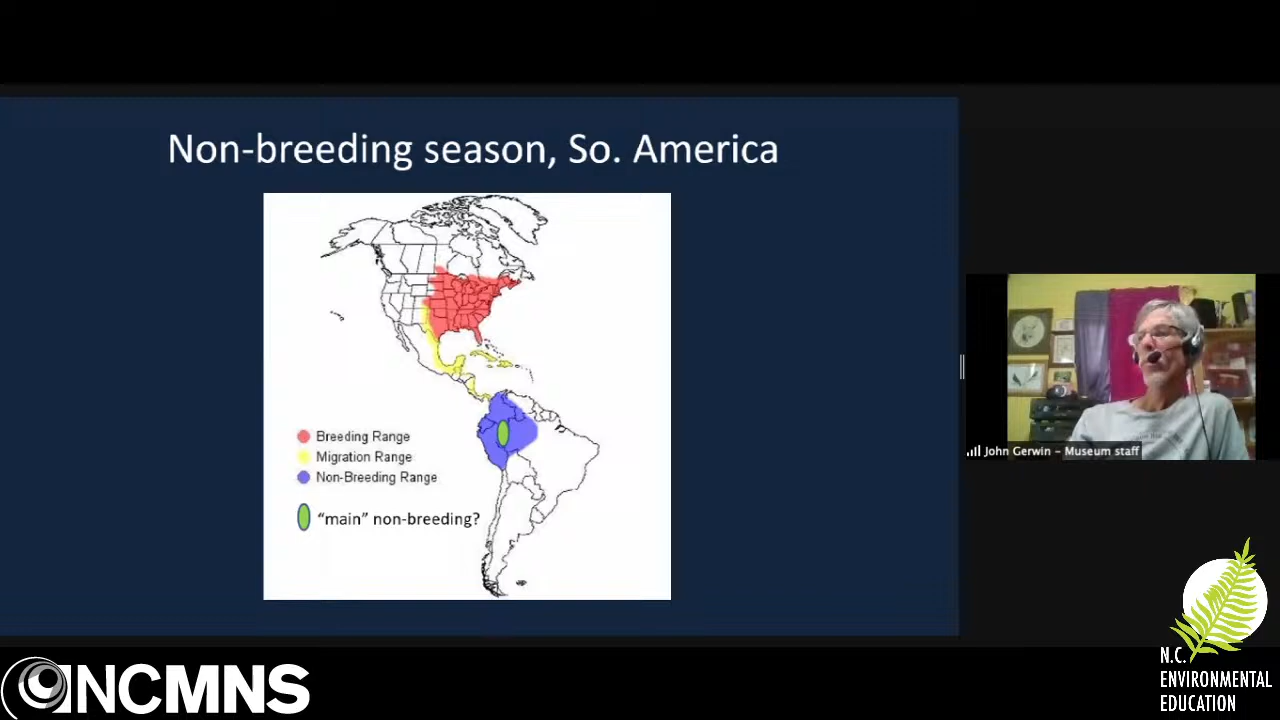 Non-breeding season, So. America
Breeding Range
Migration Range
Non-Breeding Range
“main” non-breeding?
John Gerwin – Museum staff
NCMNS
N.C.
ENVIRONMENTAL
EDUCATION